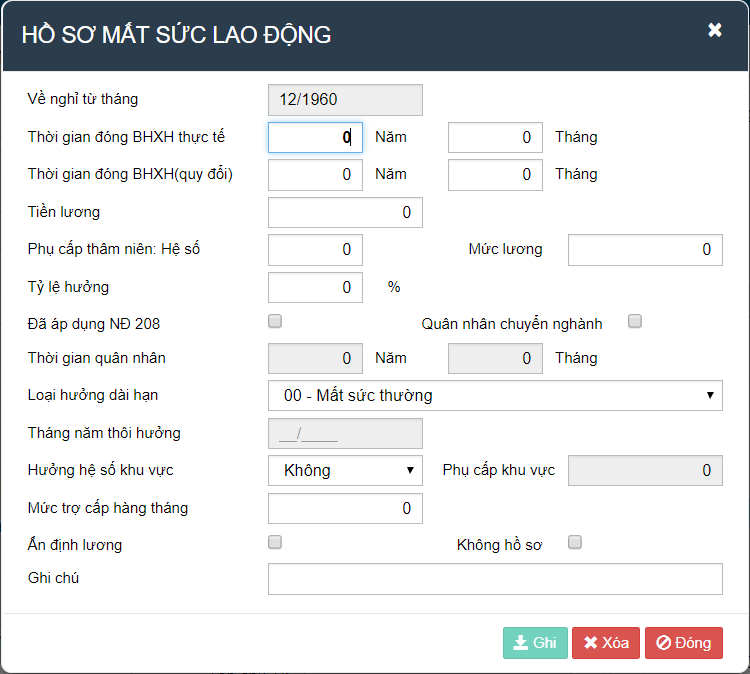 HỒ SƠ MẤT SỨC LAO ĐỘNG ✖
Về nghỉ từ tháng 12/1960
Thời gian đóng BHXH thực tế 0 Năm 0 Tháng
Thời gian đóng BHXH(quy đổi) 0 Năm 0 Tháng
Tiền lương 0
Phụ cấp thâm niên: Hệ số 0 Mức lương 0
Tỷ lệ hưởng 0 %
Đã áp dụng NĐ 208 Quân nhân chuyển nghành
Thời gian quân nhân 0 Năm 0 Tháng
Loại hưởng dài hạn 00 - Mất sức thường
Tháng năm thôi hưởng __/____
Hưởng hệ số khu vực Không Phụ cấp khu vực 0
Mức trợ cấp hàng tháng 0
Ấn định lương Không hồ sơ
Ghi chú
Ghi Xóa Đóng